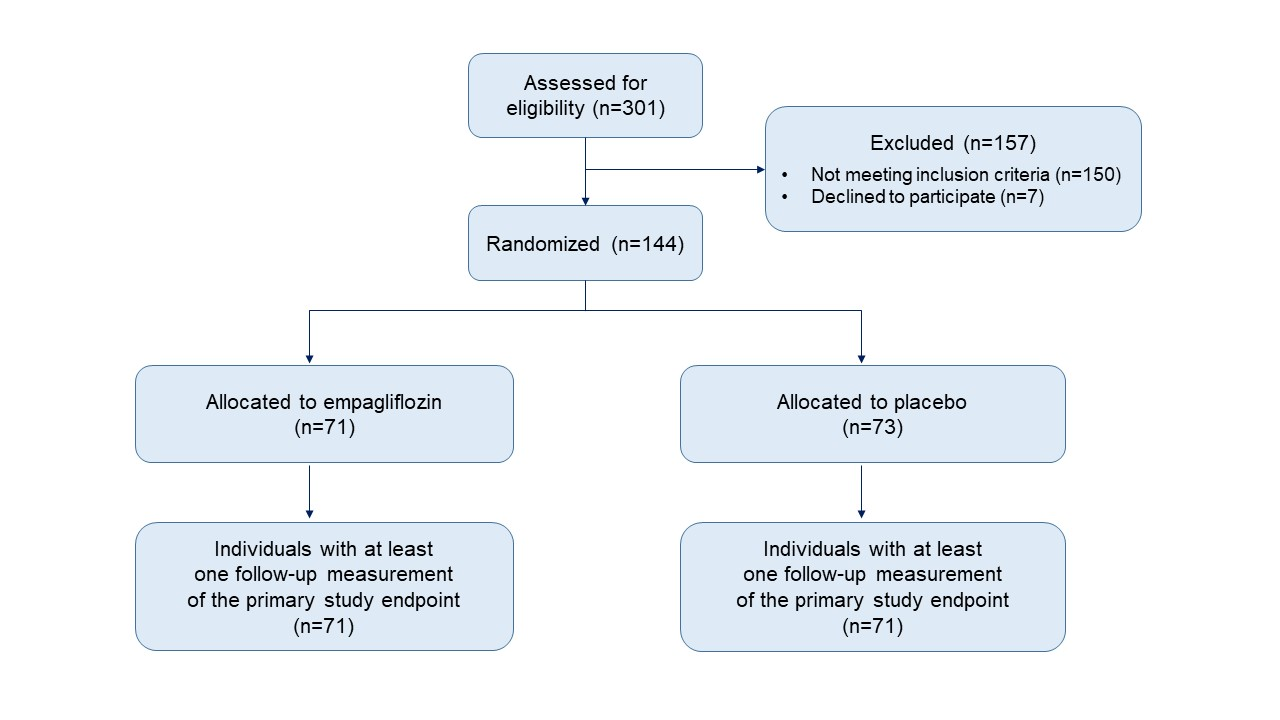 Assessed for
eligibility (n=301)
Excluded (n=157)
• Not meeting inclusion criteria (n=150)
• Declined to participate (n=7)
Randomized (n=144)
Allocated to empagliflozin
(n=71)
Allocated to placebo
(n=73)
Individuals with at least
one follow-up measurement
of the primary study endpoint
(n=71)
Individuals with at least
one follow-up measurement
of the primary study endpoint
(n=71)